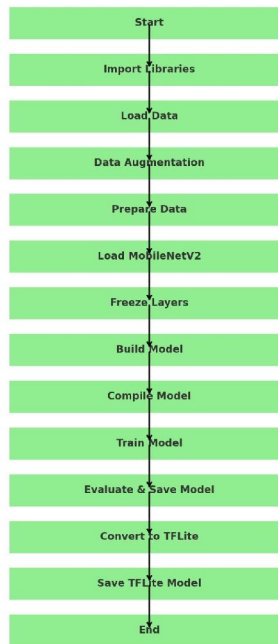 Start
Import Libraries
Load Data
Data Augmentation
Prepare Data
Load MobileNetV2
Freeze Layers
Build Model
Compile Model
Train Model
Evaluate & Save Model
Convert to TFLite
Save TFLite Model
End